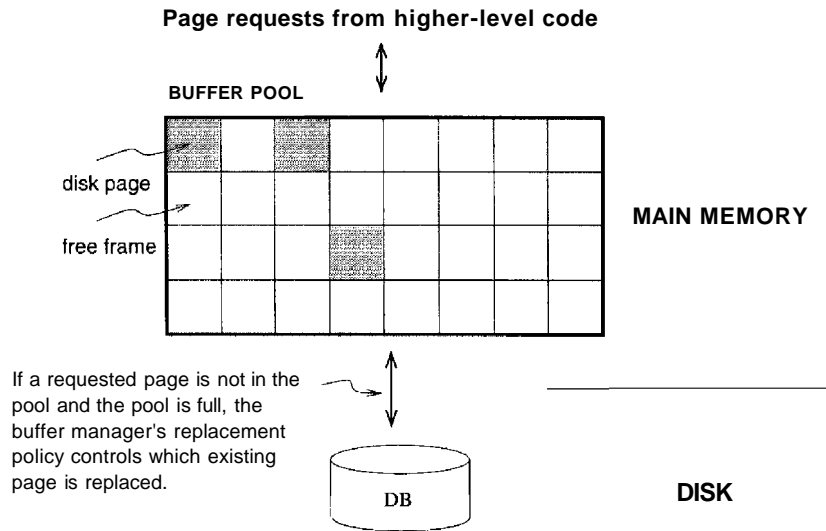 Page requests from higher-level code
BUFFER POOL
disk page
free frame
MAIN MEMORY
If a requested page is not in the
pool and the pool is full, the
buffer manager's replacement
policy controls which existing
page is replaced.
DB
DISK